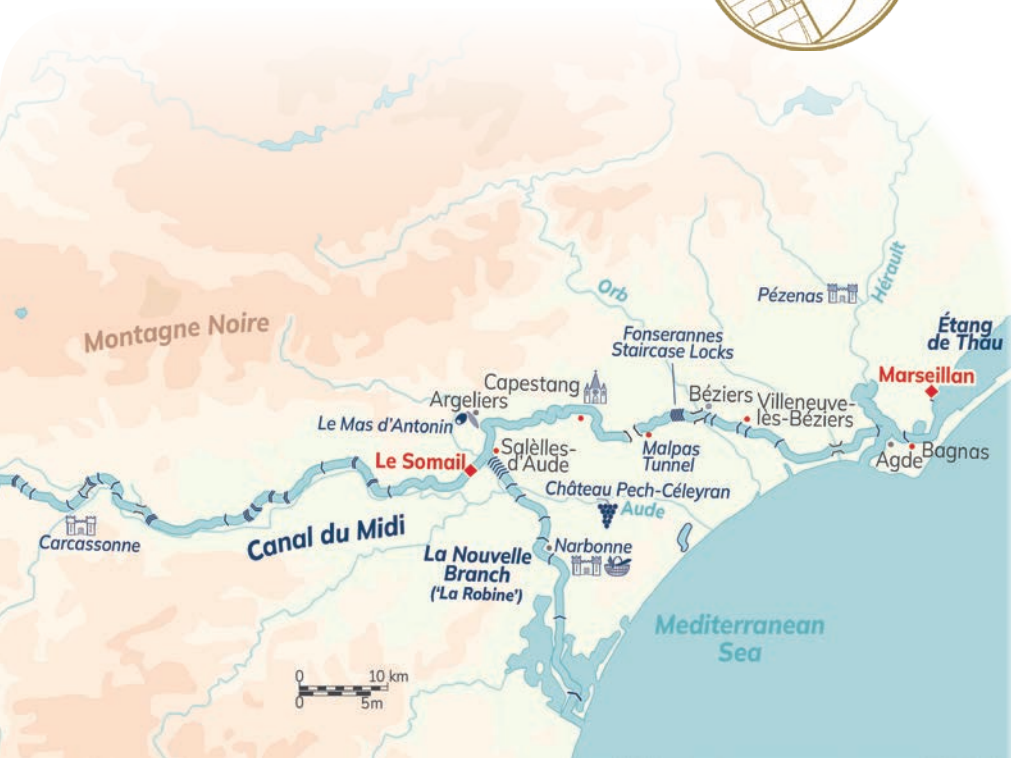 Montagne Noire
Orb
Hérault
Pézenas
Étang
de Thau
Fonserannes
Staircase Locks
Marseillan
Capestang
Argeliers
Béziers
Villeneuve-
les-Béziers
Le Mas d'Antonin
Le Somail
Salèlles-
d'Aude
Malpas
Tunnel
Agde
Bagnas
Château Pech-Céleyran
Aude
Canal du Midi
Carcassonne
La Nouvelle
Branch
('La Robine')
Narbonne
Mediterranean
Sea
0 10 km
0 5m